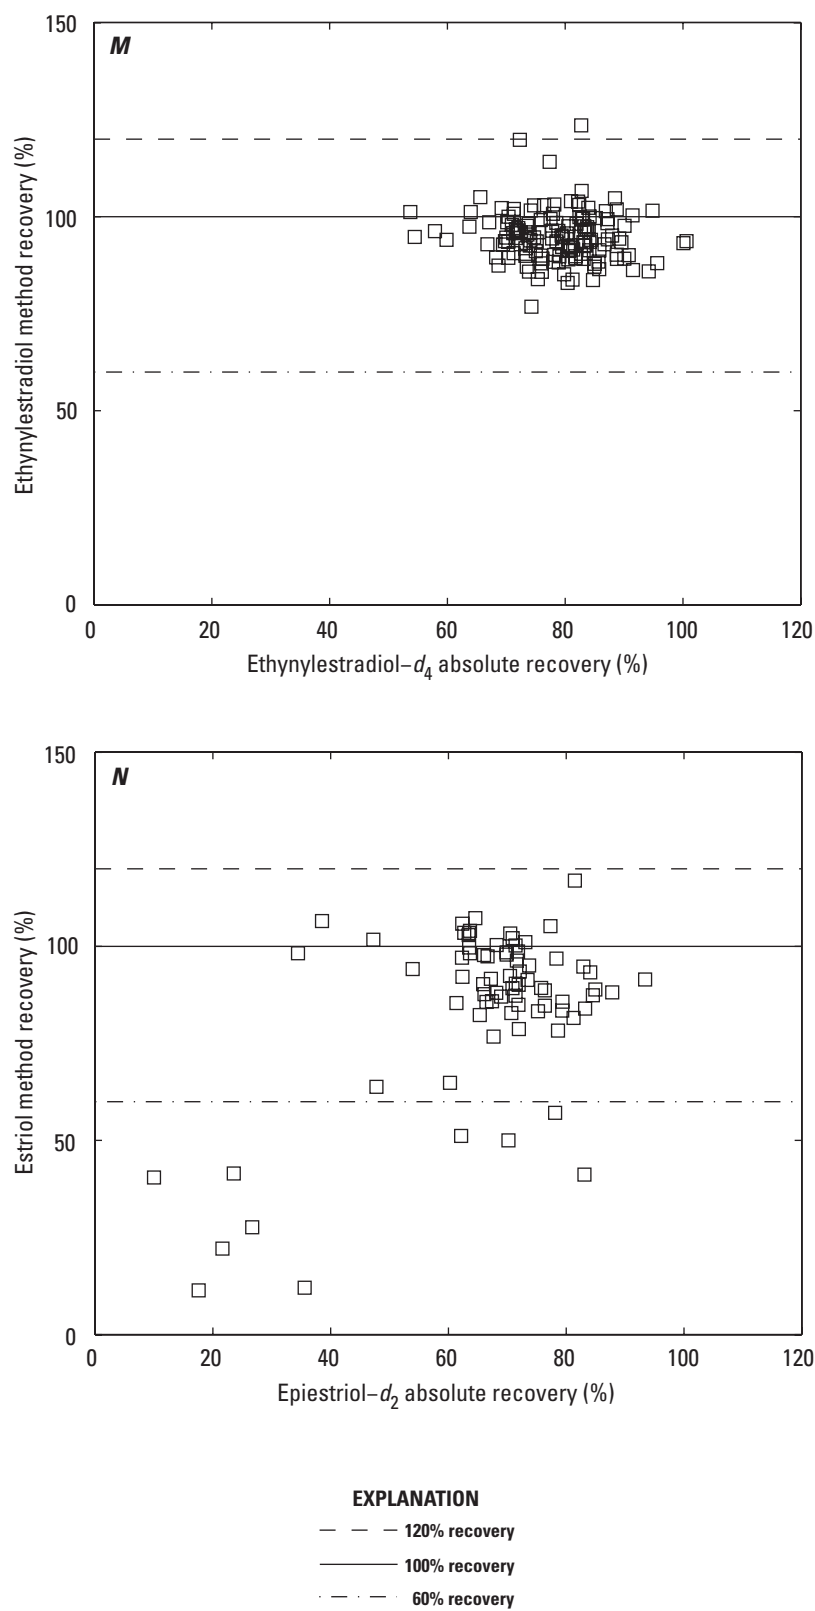 150
M
100
50
0
Ethynylestradiol method recovery (%)
0 20 40 60 80 100 120
Ethynylestradiol–d4 absolute recovery (%)
150
N
100
50
0
Estriol method recovery (%)
0 20 40 60 80 100 120
Epiestriol–d2 absolute recovery (%)
EXPLANATION
120% recovery
100% recovery
60% recovery